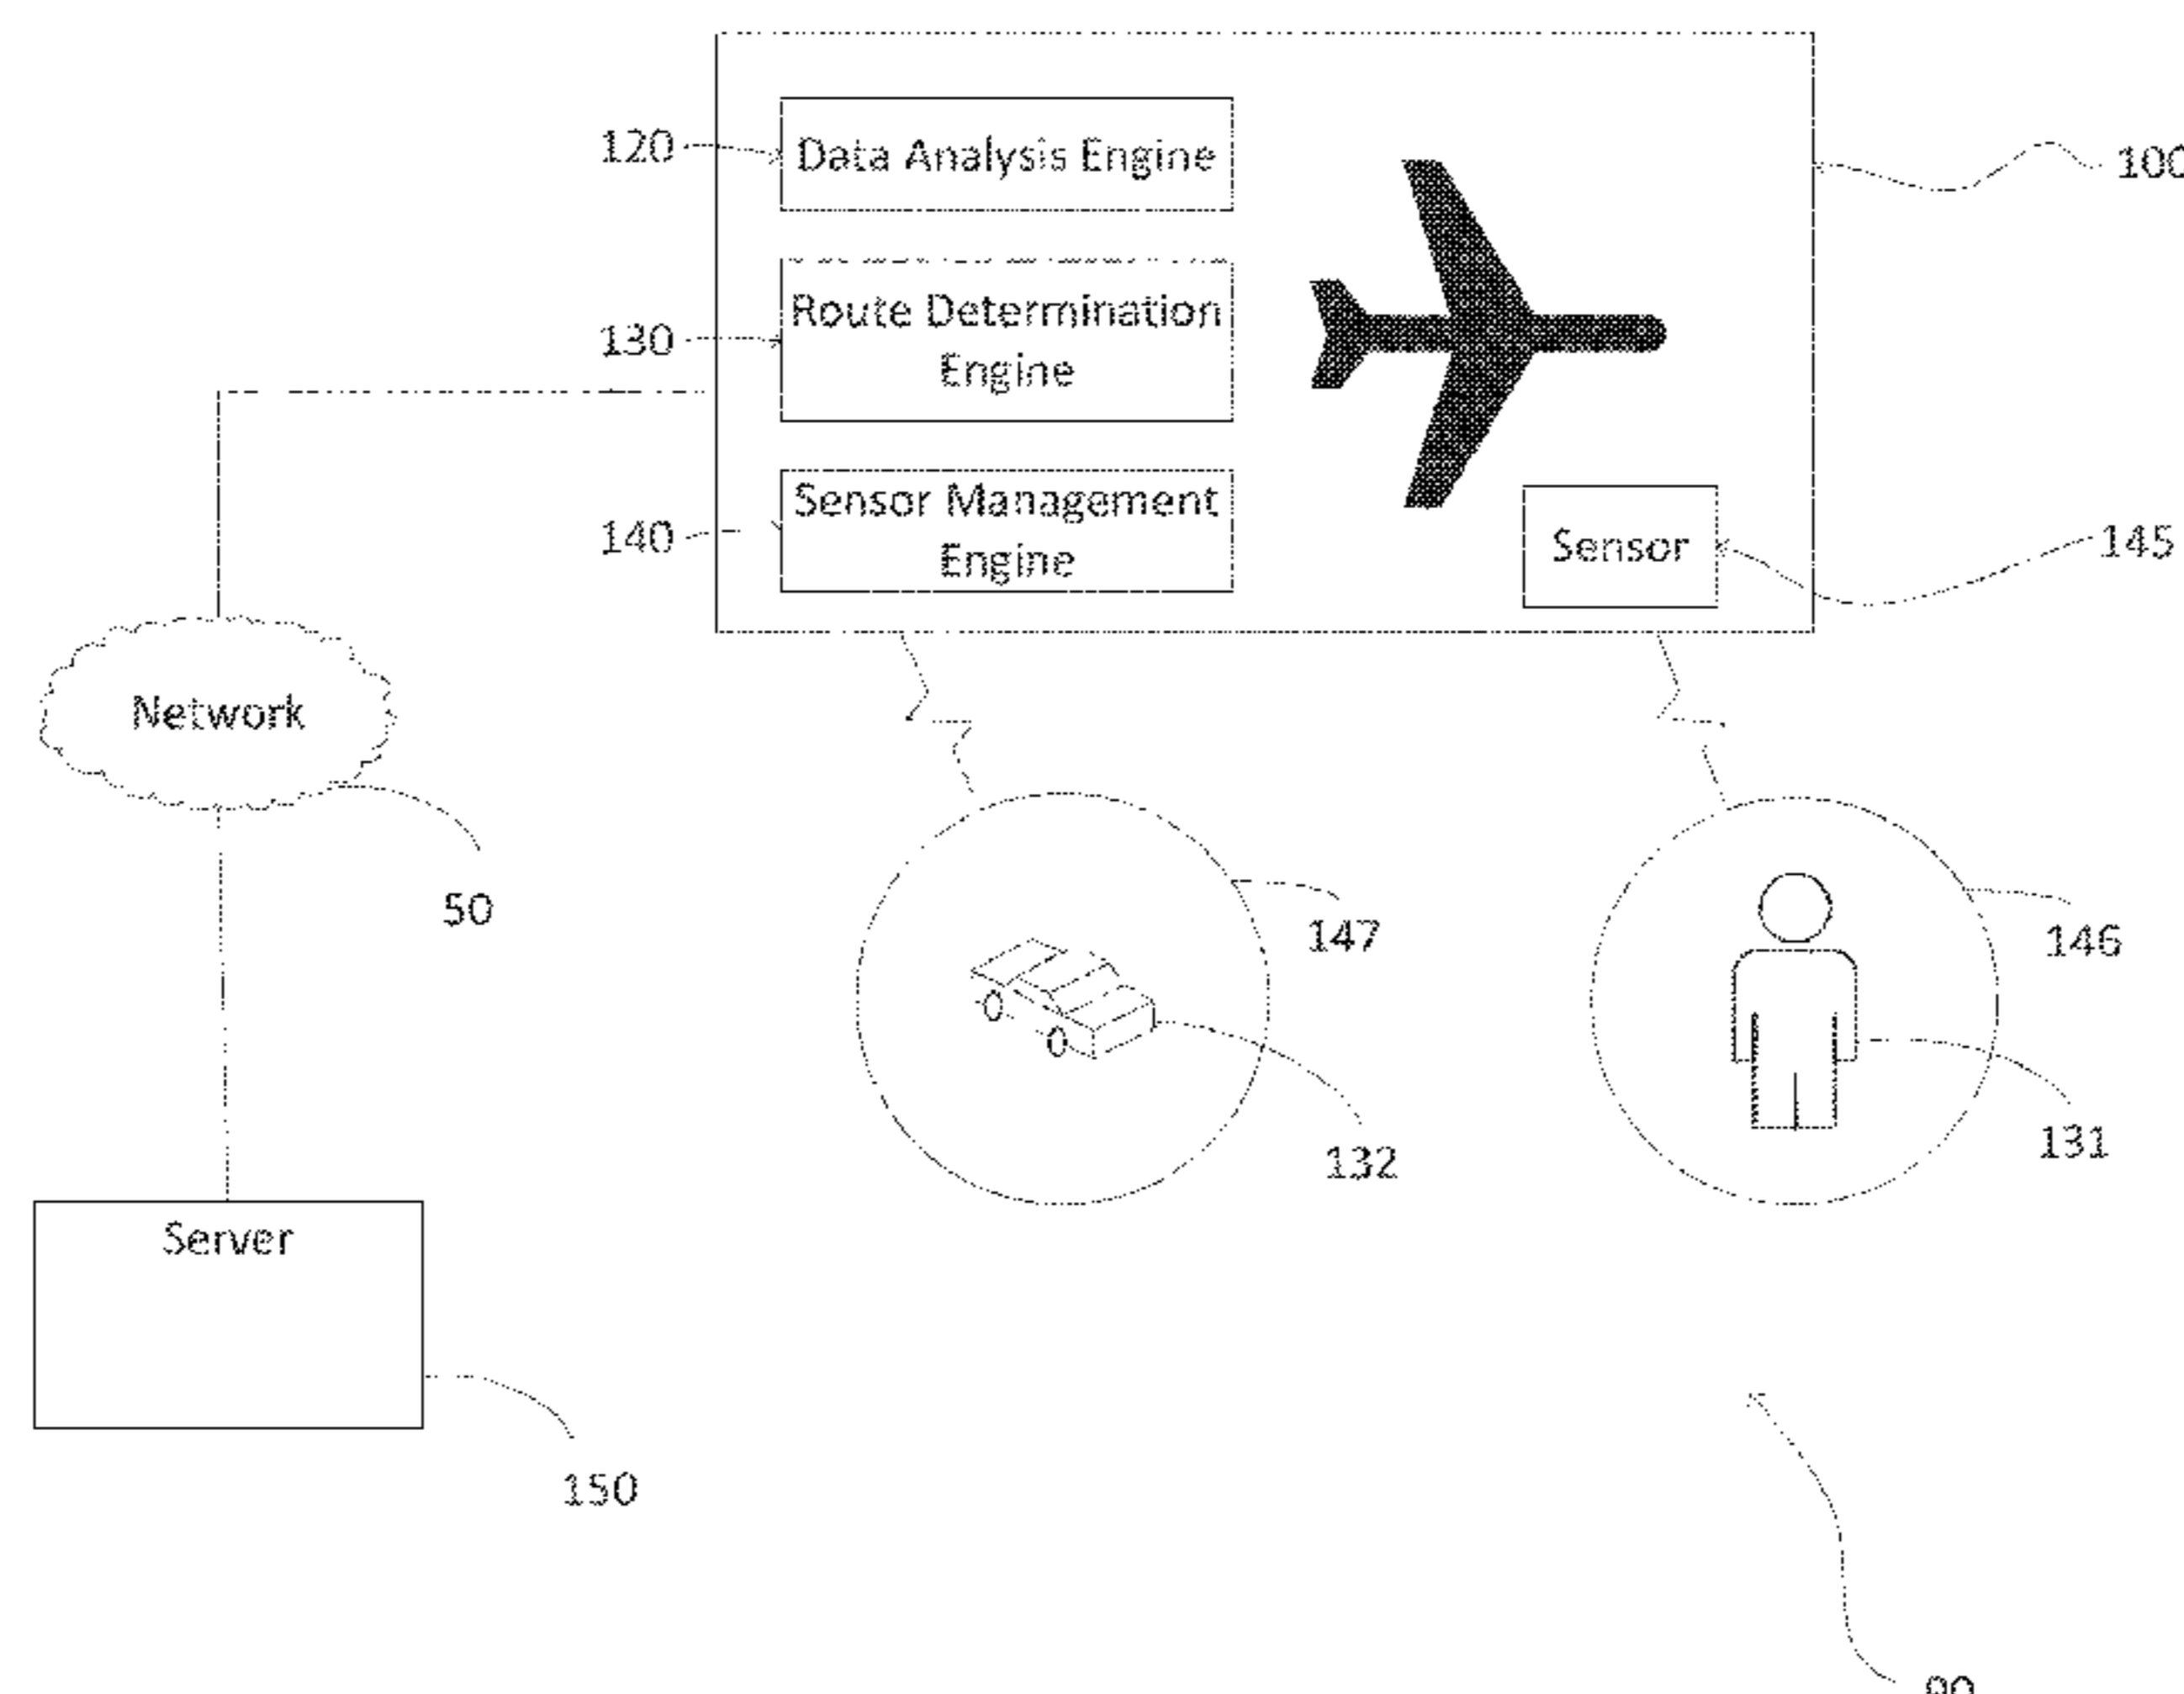 120
Data Analysis Engine
100
130
Route Determination
Engine
140
Sensor Management
Engine
Sensor
145
Network
50
147
146
132
131
Server
150